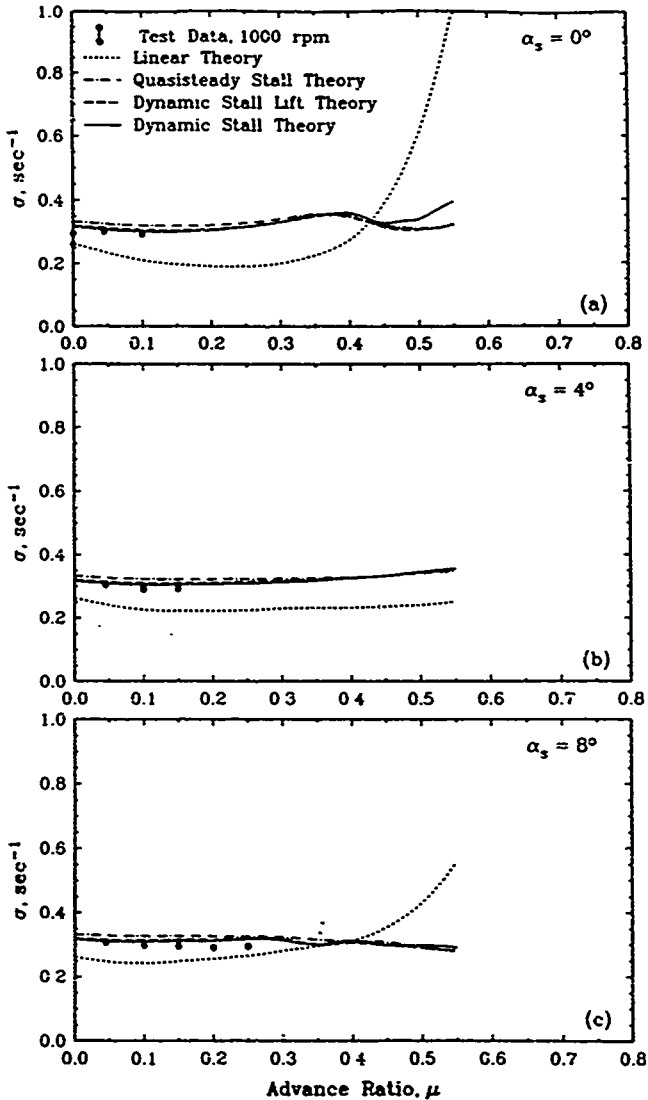 1.0
Test Data, 1000 rpm
αs = 0°
Linear Theory
Quasisteady Stall Theory
0.8
Dynamic Stall Lift Theory
Dynamic Stall Theory
0.6
σ, sec⁻¹
0.4
0.2
(a)
0.0
0.0 0.1 0.2 0.3 0.4 0.5 0.6 0.7 0.8
1.0
αs = 4°
0.8
0.6
σ, sec⁻¹
0.4
0.2
(b)
0.0
0.0 0.1 0.2 0 3 0.4 0.5 0.6 0.7 0.8
1.0
αs = 8°
0.8
0.6
σ, sec⁻¹
0.4
0 2
(c)
0.0
0.0 0.1 0.2 0.3 0 4 0.5 0.6 0.7 0.8
Advance Ratio, μ